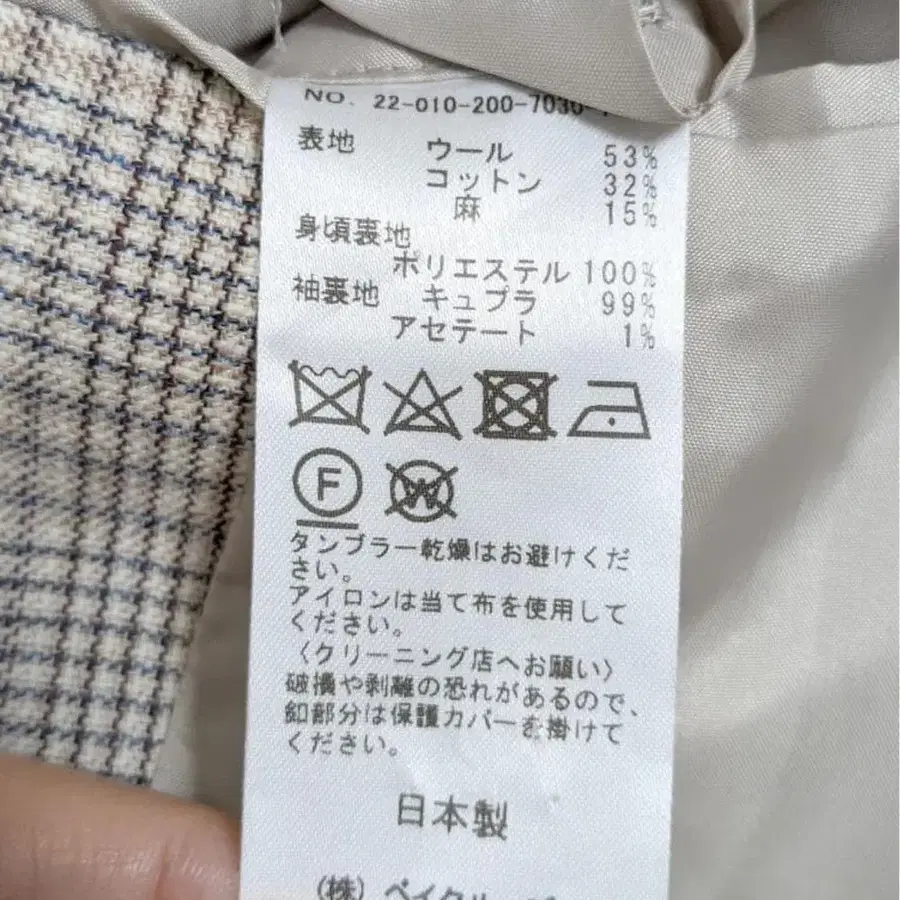 NO. 22-010-200-7030
表地 ウール 53%
コットン 32%
麻 15%
身頃裏地
ポリエステル 100%
袖裏地 キュプラ 99%
アセテート 1%
F W
タンブラー乾燥はお避けくだ
さい。
アイロンは当て布を使用して
ください。
〈クリーニング店へお願い〉
破損や剥離の恐れがあるので、
釦部分は保護カバーを掛けて
ください。
日本製
(株)ベイクル